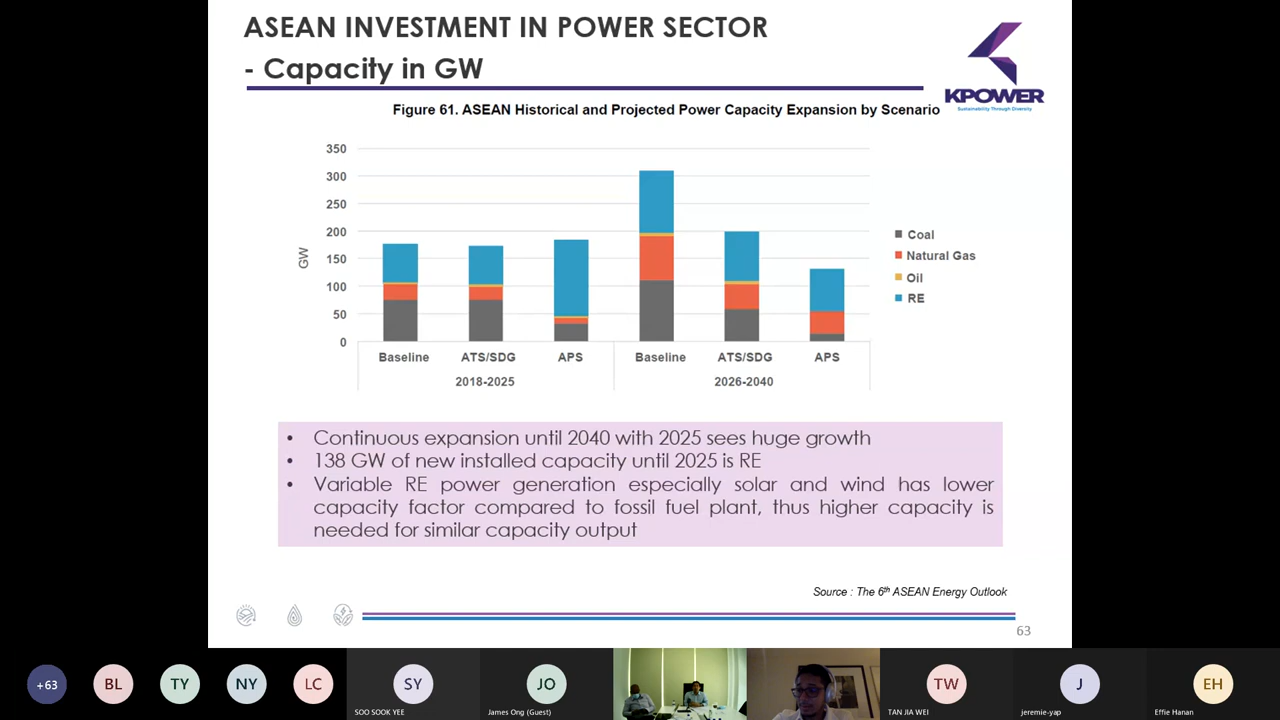 ASEAN INVESTMENT IN POWER SECTOR
- Capacity in GW
KPOWER
Sustainability Through Diversity
Figure 61. ASEAN Historical and Projected Power Capacity Expansion by Scenario
350
300
250
200
150
100
50
0
GW
Coal
Natural Gas
Oil
RE
Baseline ATS/SDG APS Baseline ATS/SDG APS
2018-2025 2026-2040
• Continuous expansion until 2040 with 2025 sees huge growth
• 138 GW of new installed capacity until 2025 is RE
• Variable RE power generation especially solar and wind has lower
capacity factor compared to fossil fuel plant, thus higher capacity is
needed for similar capacity output
Source : The 6th ASEAN Energy Outlook
63
+63 BL TY NY LC SY JO TW J EH
SOO SOOK YEE James Ong (Guest) TAN JIA WEI jeremie-yap Effie Hanan